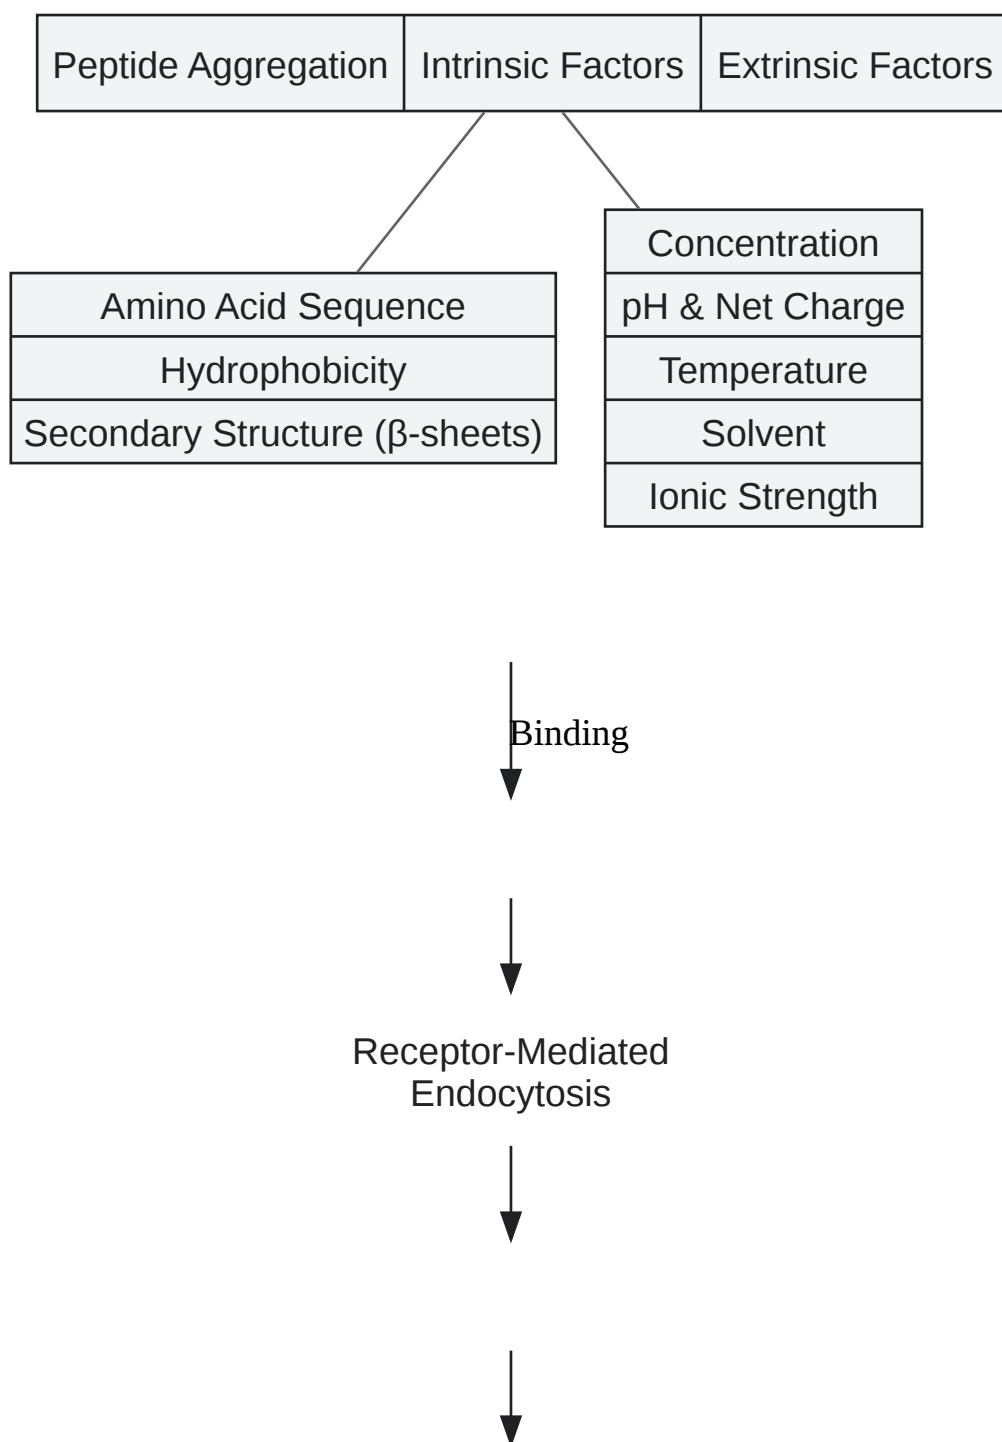 Peptide Aggregation
Intrinsic Factors
Extrinsic Factors
Amino Acid Sequence
Hydrophobicity
Secondary Structure (β-sheets)
Concentration
pH & Net Charge
Temperature
Solvent
Ionic Strength
Binding
Receptor-Mediated
Endocytosis